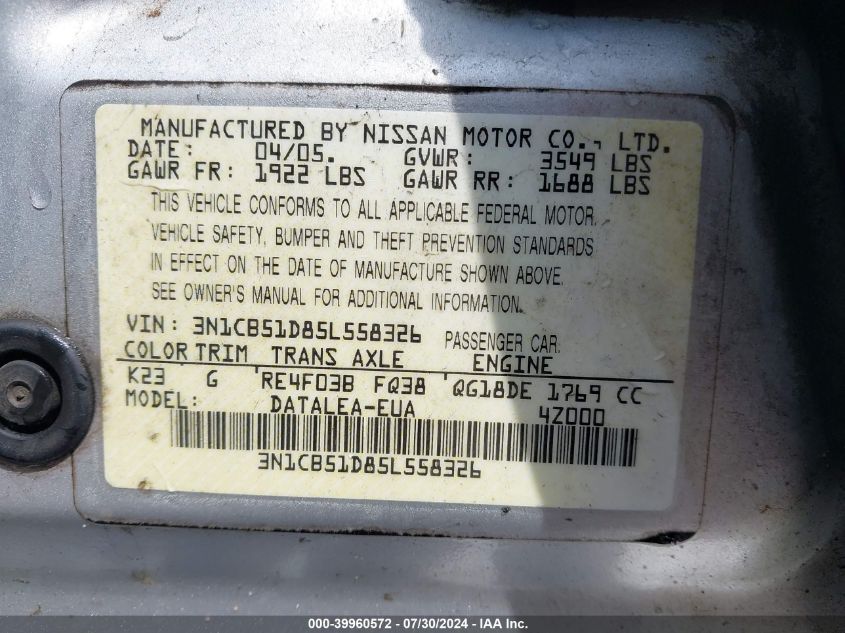 MANUFACTURED BY NISSAN MOTOR CO., LTD.
DATE: 04/05. GVWR: 3549 LBS
GAWR FR: 1922 LBS GAWR RR: 1688 LBS
THIS VEHICLE CONFORMS TO ALL APPLICABLE FEDERAL MOTOR
VEHICLE SAFETY, BUMPER AND THEFT PREVENTION STANDARDS
IN EFFECT ON THE DATE OF MANUFACTURE SHOWN ABOVE.
SEE OWNER'S MANUAL FOR ADDITIONAL INFORMATION.
VIN: 3N1CB51D85L558326 PASSENGER CAR
COLOR TRIM TRANS AXLE ENGINE
K23 G RE4F03B FQ38 QG18DE 1769 CC
MODEL: DATALEA-EUA 4Z000
3N1CB51D85L558326
000-39960572 - 07/30/2024 - IAAI.COM